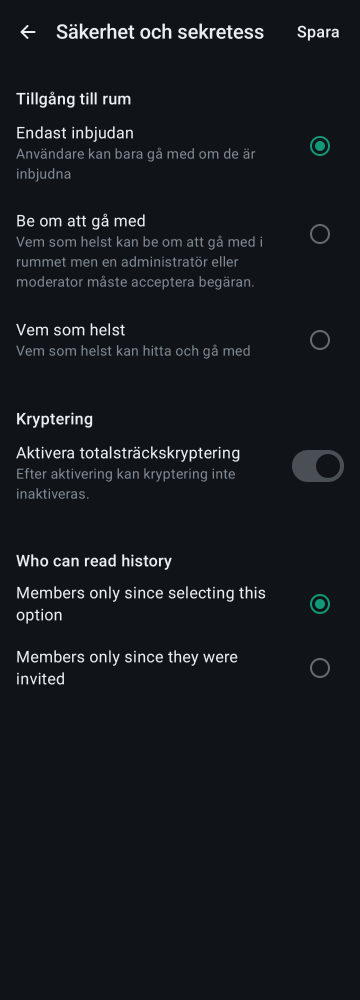 Säkerhet och sekretess
Spara
Tillgång till rum
Endast inbjudan
Användare kan bara gå med om de är
inbjudna
Be om att gå med
Vem som helst kan be om att gå med i
rummet men en administratör eller
moderator måste acceptera begäran.
Vem som helst
Vem som helst kan hitta och gå med
Kryptering
Aktivera totalsträckskryptering
Efter aktivering kan kryptering inte
inaktiveras.
Who can read history
Members only since selecting this
option
Members only since they were
invited